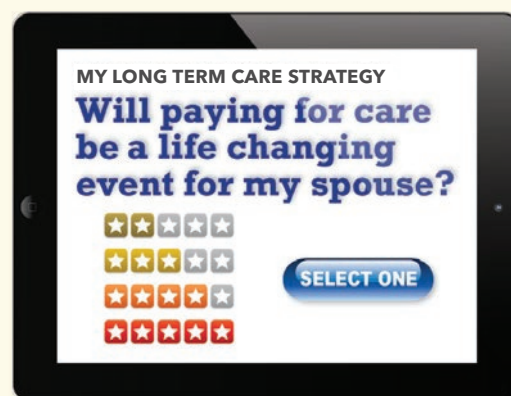 MY LONG TERM CARE STRATEGY
Will paying for care
be a life changing
event for my spouse?
SELECT ONE